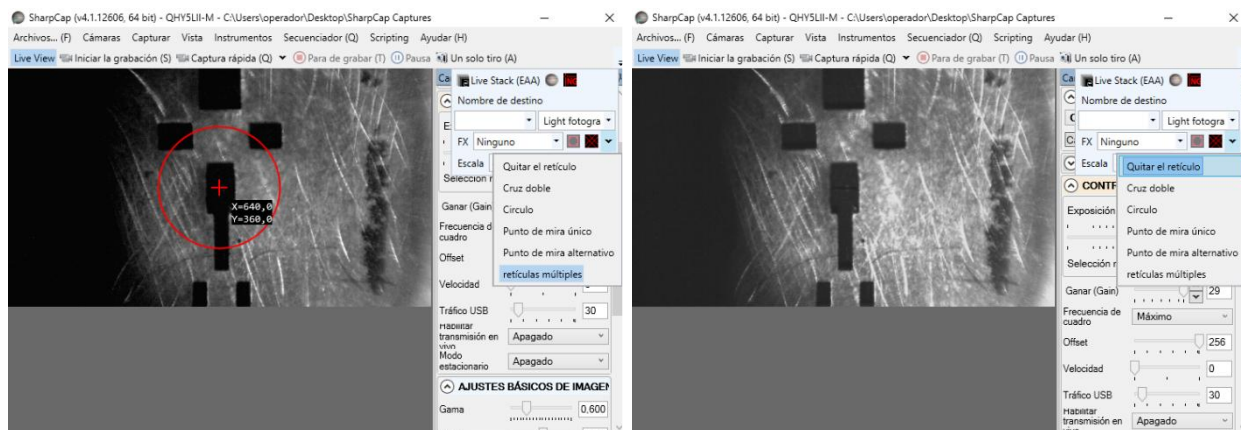 SharpCap (v4.1.12606, 64 bit) - QHY5LII-M - C:\Users\operador\Desktop\SharpCap Captures
Archivos... (F) Cámaras Capturar Vista Instrumentos Secuenciador (Q) Scripting Ayudar (H)
Live View Iniciar la grabación (S) Captura rápida (Q) Para de grabar (T) Pausa Un solo tiro (A)
Live Stack (EAA)
Nombre de destino
Light fotogra
FX Ninguno
Escala
Quitar el retículo
Cruz doble
Circulo
Punto de mira único
Punto de mira alternativo
retículas múltiples
X=640,0
Y=360,0
Selección r
Ganar (Gain
Frecuencia d
cuadro
Offset
Velocidad
Tráfico USB 30
Habilitar
transmisión en Apagado
vivo
Modo
estacionario Apagado
AJUSTES BÁSICOS DE IMAGEN
Gama 0,600
SharpCap (v4.1.12606, 64 bit) - QHY5LII-M - C:\Users\operador\Desktop\SharpCap Captures
Archivos... (F) Cámaras Capturar Vista Instrumentos Secuenciador (Q) Scripting Ayudar (H)
Live View Iniciar la grabación (S) Captura rápida (Q) Para de grabar (T) Pausa Un solo tiro (A)
Live Stack (EAA)
Nombre de destino
Light fotogra
FX Ninguno
Escala
Quitar el retículo
Cruz doble
Circulo
Punto de mira único
Punto de mira alternativo
retículas múltiples
CONTF
Exposición
Selección r
Ganar (Gain) 29
Frecuencia de
cuadro Máximo
Offset 256
Velocidad 0
Tráfico USB 30
Habilitar
transmisión en Apagado